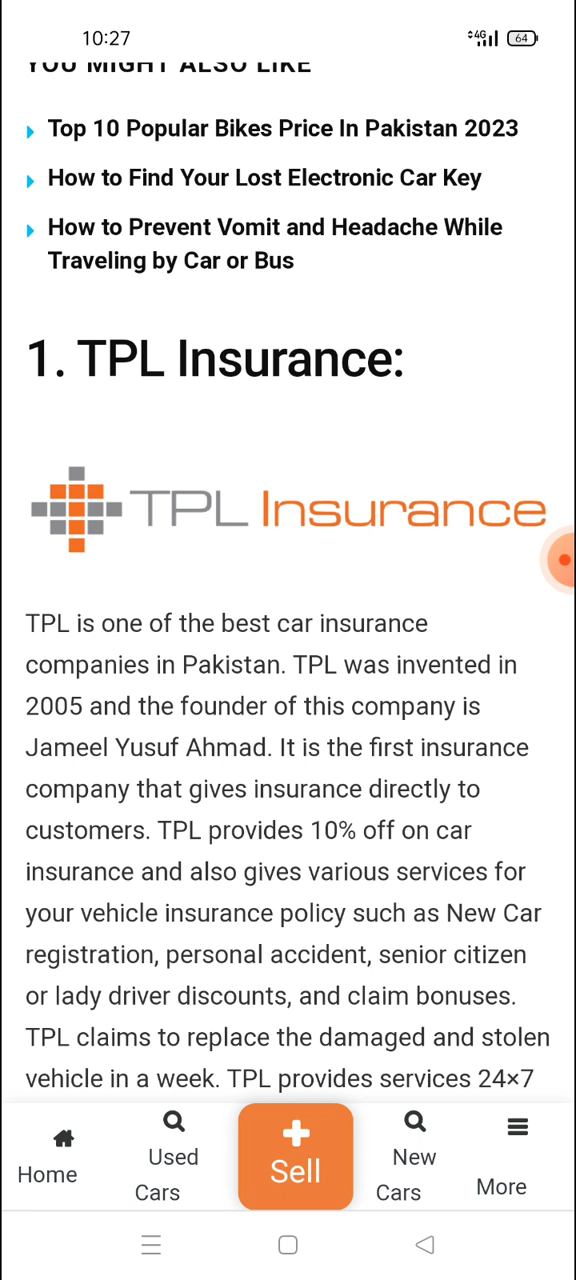 10:27
4G
64
YOU MIGHT ALSO LIKE
Top 10 Popular Bikes Price In Pakistan 2023
How to Find Your Lost Electronic Car Key
How to Prevent Vomit and Headache While
Traveling by Car or Bus
1. TPL Insurance:
TPL Insurance
TPL is one of the best car insurance
companies in Pakistan. TPL was invented in
2005 and the founder of this company is
Jameel Yusuf Ahmad. It is the first insurance
company that gives insurance directly to
customers. TPL provides 10% off on car
insurance and also gives various services for
your vehicle insurance policy such as New Car
registration, personal accident, senior citizen
or lady driver discounts, and claim bonuses.
TPL claims to replace the damaged and stolen
vehicle in a week. TPL provides services 24×7
Home
Used
Cars
Sell
New
Cars
More